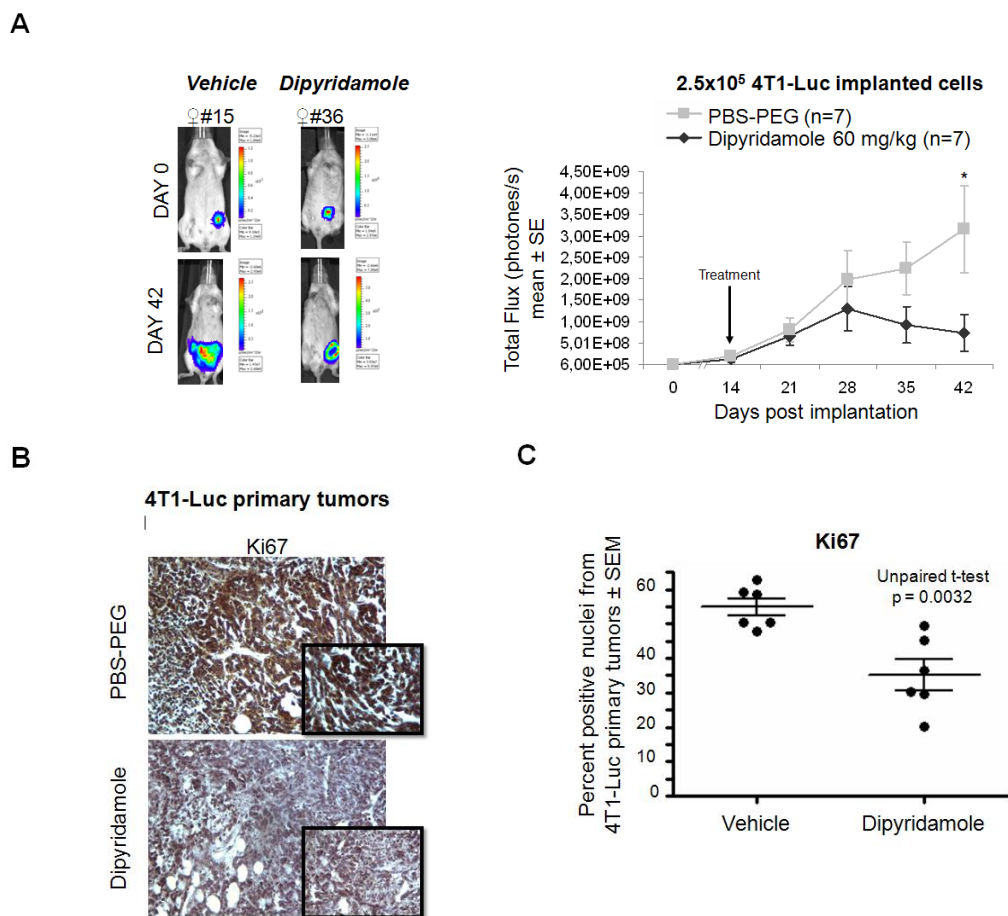 A
Vehicle Dipyridamole
♀#15 ♀#36
DAY 0
DAY 42
2.5x10⁵ 4T1-Luc implanted cells
PBS-PEG (n=7)
Dipyridamole 60 mg/kg (n=7)
Total Flux (photones/s)
mean ± SE
4,50E+09
4,00E+09
3,50E+09
3,00E+09
2,50E+09
2,00E+09
1,50E+09
1,00E+09
5,01E+08
6,00E+05
*
Treatment
0 14 21 28 35 42
Days post implantation
B
4T1-Luc primary tumors
Ki67
PBS-PEG
Dipyridamole
C
Ki67
Unpaired t-test
p = 0.0032
Percent positive nuclei from
4T1-Luc primary tumors ± SEM
60
40
30
20
10
0
Vehicle Dipyridamole